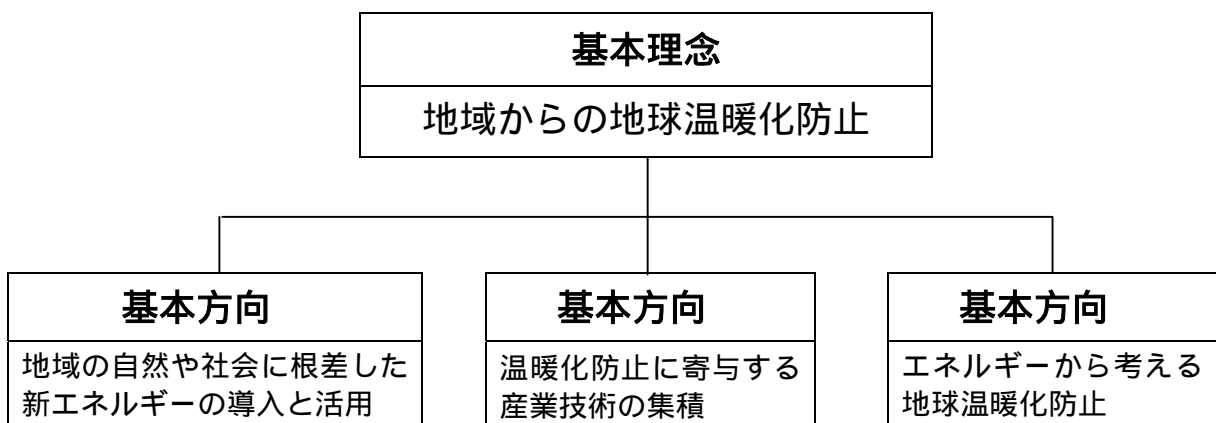 基本理念
地域からの地球温暖化防止
基本方向
地域の自然や社会に根差した
新エネルギーの導入と活用
基本方向
温暖化防止に寄与する
産業技術の集積
基本方向
エネルギーから考える
地球温暖化防止